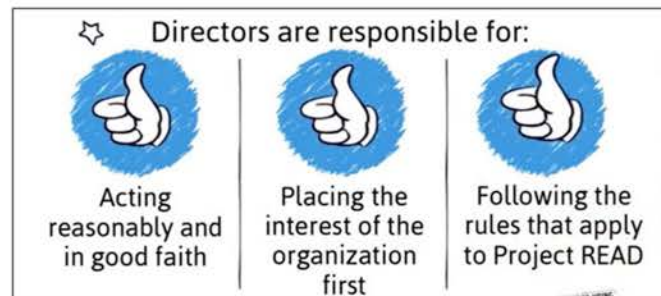 Directors are responsible for:
Acting
reasonably and
in good faith
Placing the
interest of the
organization
first
Following the
rules that apply
to Project READ